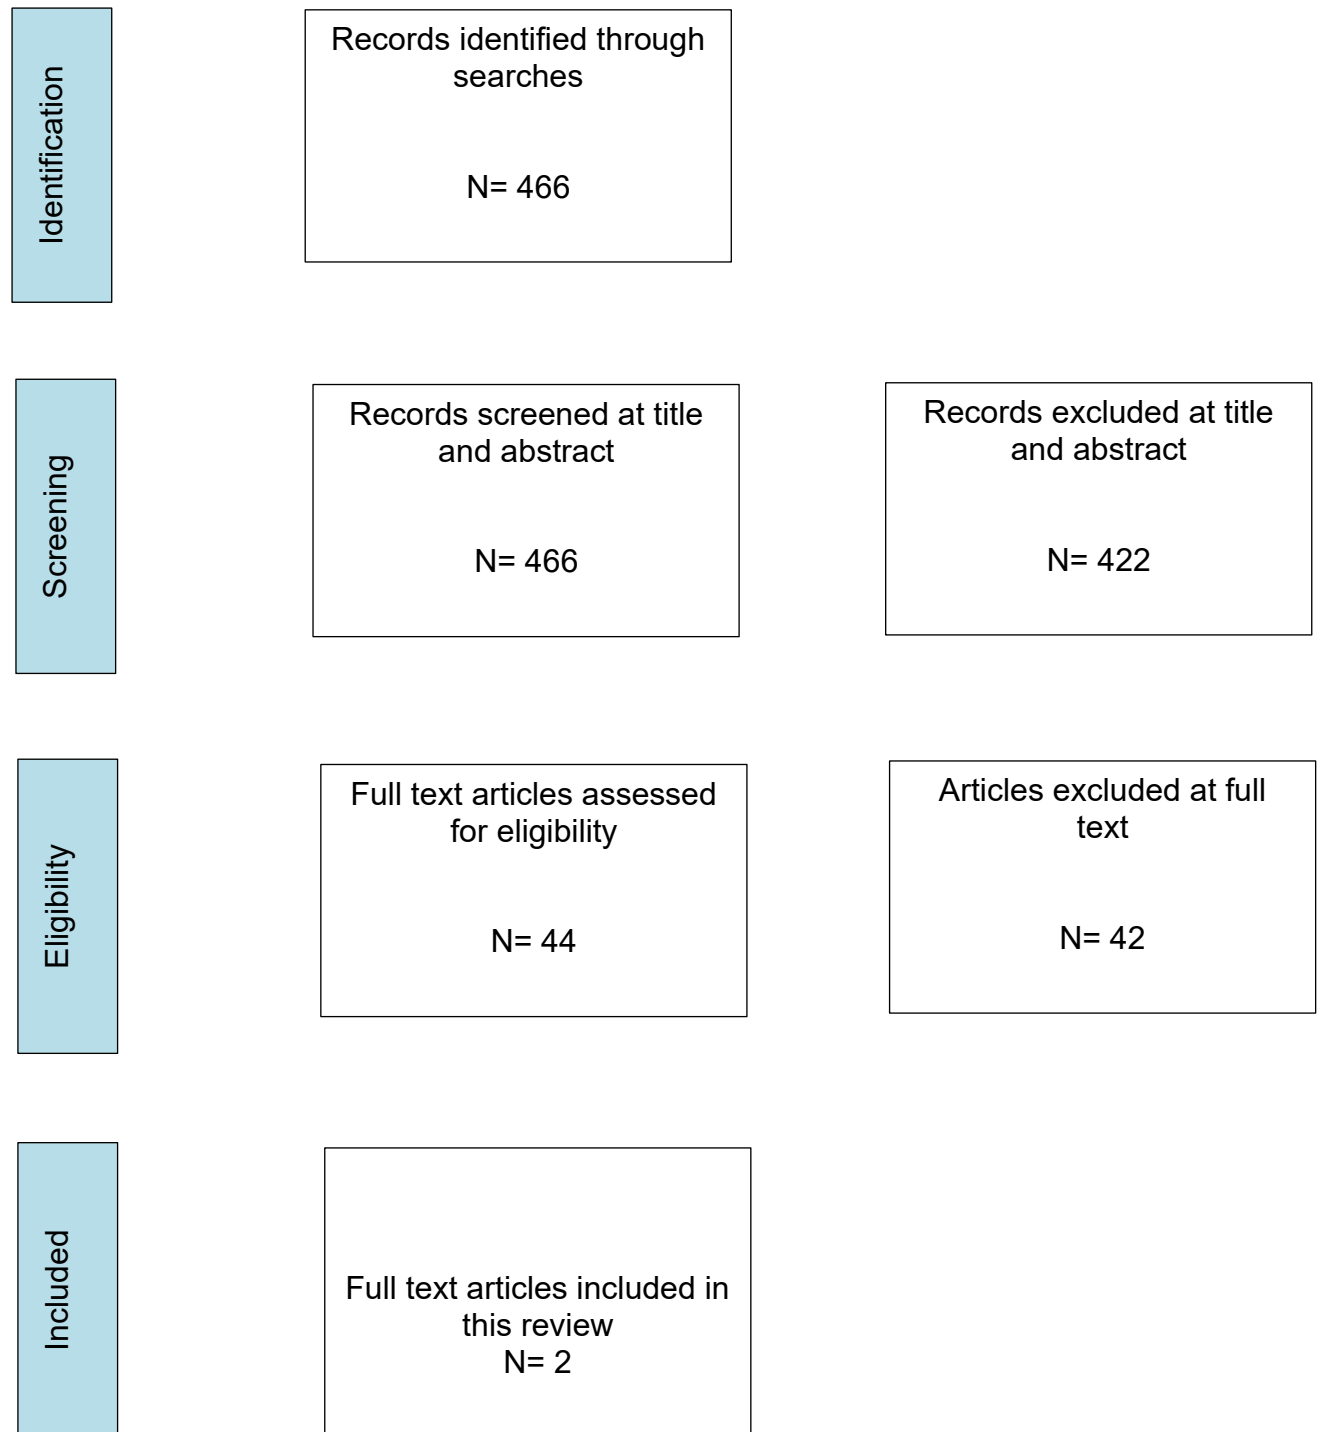 Identification
Records identified through
searches
N= 466
Screening
Records screened at title
and abstract
N= 466
Records excluded at title
and abstract
N= 422
Eligibility
Full text articles assessed
for eligibility
N= 44
Articles excluded at full
text
N= 42
Included
Full text articles included in
this review
N= 2